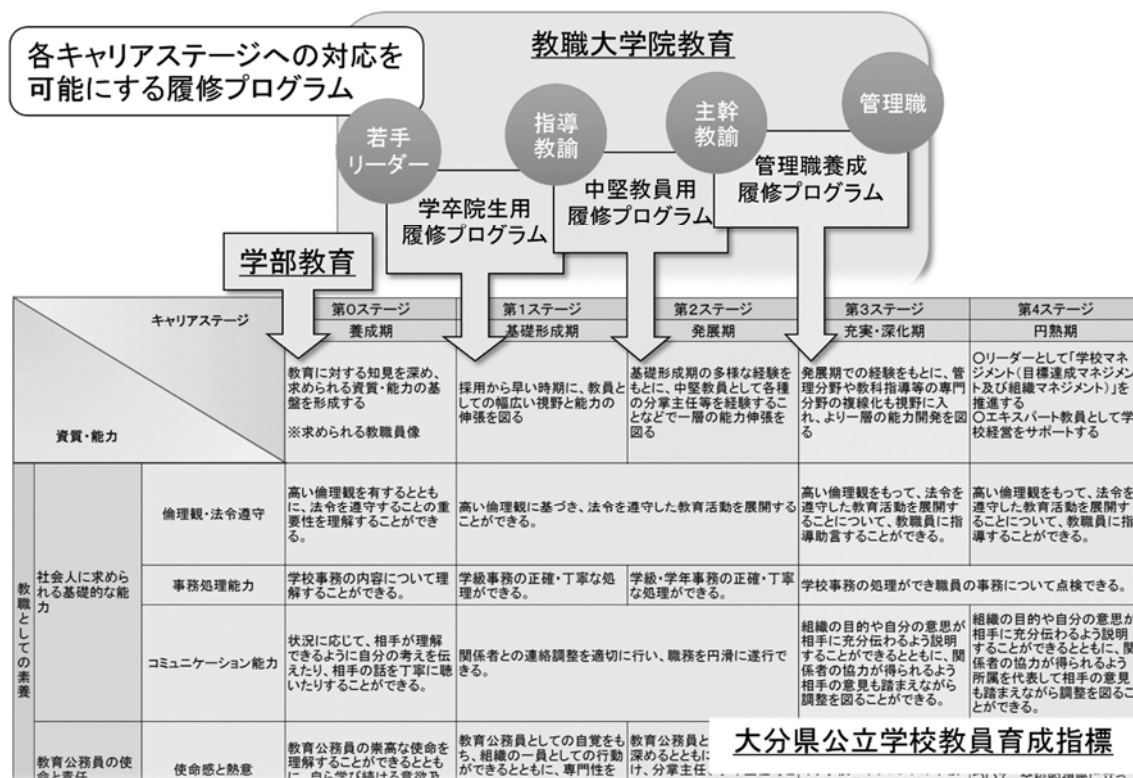 各キャリアステージへの対応を
可能にする履修プログラム
教職大学院教育
若手
リーダー
指導
教諭
主幹
教諭
管理職
学部教育
学卒院生用
履修プログラム
中堅教員用
履修プログラム
管理職養成
履修プログラム
キャリアステージ
資質・能力
第0ステージ
第1ステージ
第2ステージ
第3ステージ
第4ステージ
養成期
基礎形成期
発展期
充実・深化期
円熟期
教育に対する知見を深め、
求められる資質・能力の基
盤を形成する
※求められる教職員像
採用から早い時期に、教員と
しての幅広い視野と能力の
伸張を図る
基礎形成期の多様な経験を
もとに、中堅教員として各種
の分掌主任等を経験するこ
となどで一層の能力伸張を
図る
発展期での経験をもとに、管
理分野や教科指導等の専門
分野の複線化も視野に入
れ、より一層の能力開発を図
る
〇リーダーとして「学校マネ
ジメント(目標達成マネジメン
ト及び組織マネジメント)」を
推進する
〇エキスパート教員として学
校経営をサポートする
教職としての素養
社会人に求めら
れる基礎的な能
力
倫理観・法令遵守
高い倫理観を有するととも
に、法令を遵守することの重
要性を理解することができ
る。
高い倫理観に基づき、法令を遵守した教育活動を展開する
ことができる。
高い倫理観をもって、法令を
遵守した教育活動を展開す
ることについて、教職員に指
導助言することができる。
高い倫理観をもって、法令を
遵守した教育活動を展開す
ることについて、教職員に指
導することができる。
事務処理能力
学校事務の内容について理
解することができる。
学級事務の正確・丁寧な処
理ができる。
学級・学年事務の正確・丁寧
な処理ができる。
学校事務の処理ができ職員の事務について点検できる。
コミュニケーション能力
状況に応じて、相手が理解
できるように自分の考えを伝
えたり、相手の話を丁寧に聴
いたりすることができる。
関係者との連絡調整を適切に行い、職務を円滑に遂行で
きる。
組織の目的や自分の意思が
相手に充分伝わるよう説明
することができるとともに、関
係者の協力が得られるよう
相手の意見も踏まえながら
調整を図ることができる。
組織の目的や自分の意思が
相手に充分伝わるよう説明
することができるとともに、関
係者の協力が得られるよう
所属を代表して相手の意見
も踏まえながら調整を図るこ
とができる。
教育公務員の使
命と責任
使命感と熱意
教育公務員の崇高な使命を
理解することができるととも
に、自ら学び続ける意欲及
教育公務員としての自覚をも
ち、組織の一員としての行動
ができるとともに、専門性を
教育公務員と
深めるとともに
け、分掌主任、
大分県公立学校教員育成指標